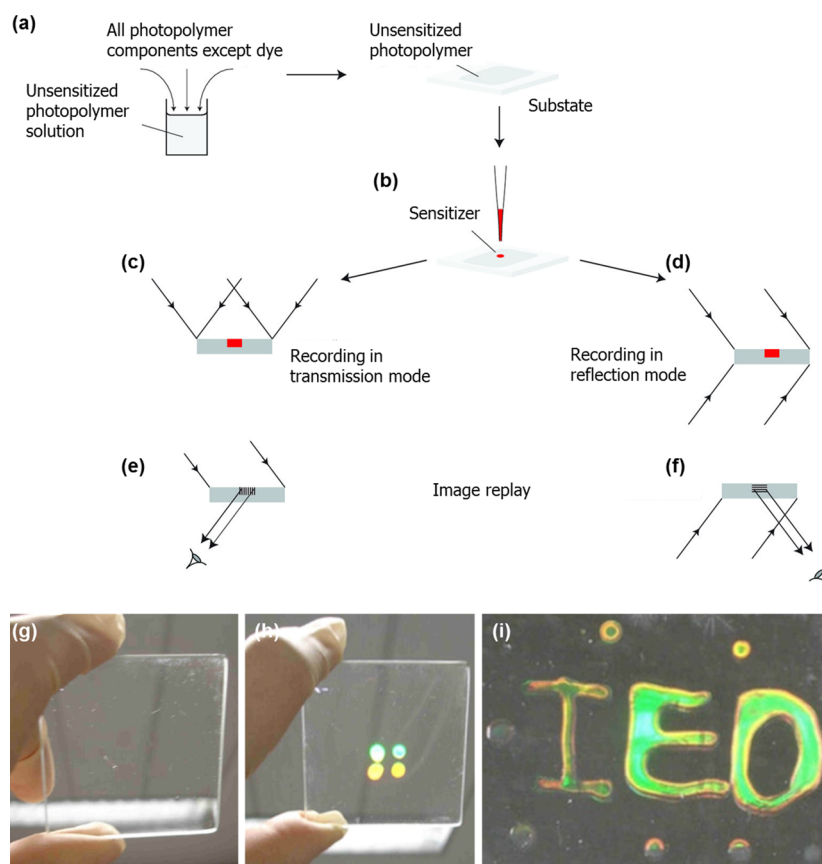 (a)
All photopolymer
components except dye
Unsensitized
photopolymer
solution
Unsensitized
photopolymer
Substate
(b)
Sensitizer
(c)
Recording in
transmission mode
(d)
Recording in
reflection mode
(e)
Image replay
(f)
(g)
(h)
(i)
IEO